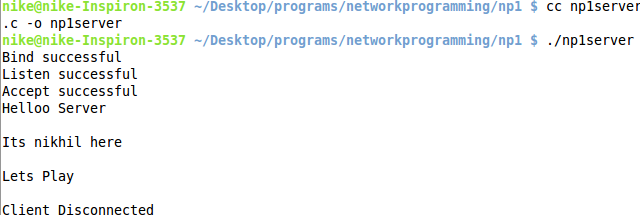 nike@nike-Inspiron-3537 ~/Desktop/programs/networkprogramming/np1 $ cc np1server
.c -o np1server
nike@nike-Inspiron-3537 ~/Desktop/programs/networkprogramming/np1 $ ./np1server
Bind successful
Listen successful
Accept successful
Helloo Server
Its nikhil here
Lets Play
Client Disconnected